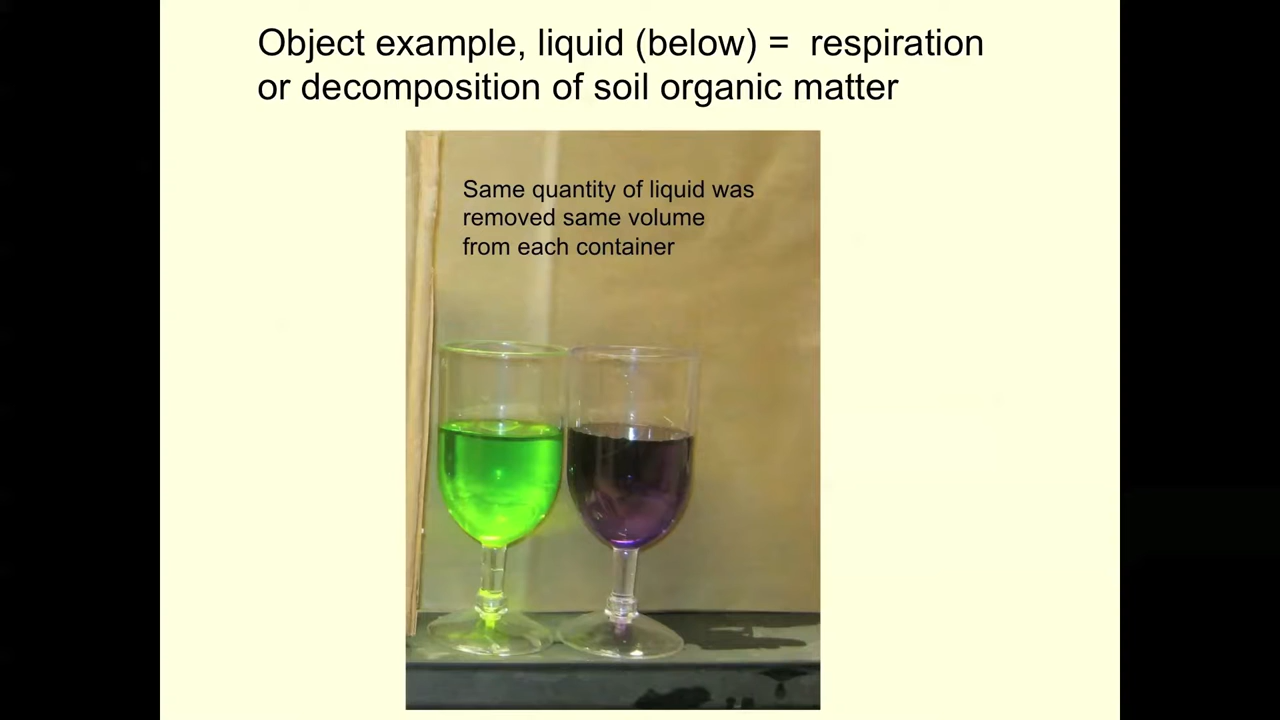 Object example, liquid (below) =  respiration
or decomposition of soil organic matter
Same quantity of liquid was
removed same volume
from each container